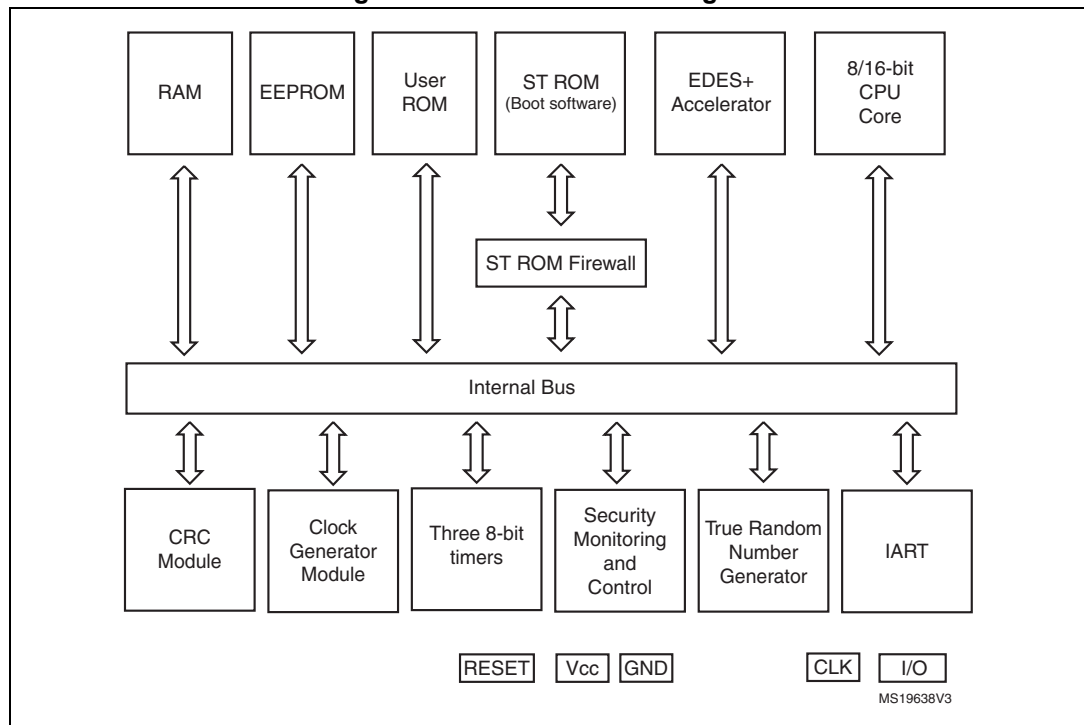 RAM
EEPROM
User
ROM
ST ROM
(Boot software)
EDES+
Accelerator
8/16-bit
CPU
Core
ST ROM Firewall
Internal Bus
CRC
Module
Clock
Generator
Module
Three 8-bit
timers
Security
Monitoring
and
Control
True Random
Number
Generator
IART
RESET
Vcc
GND
CLK
I/O
MS19638V3